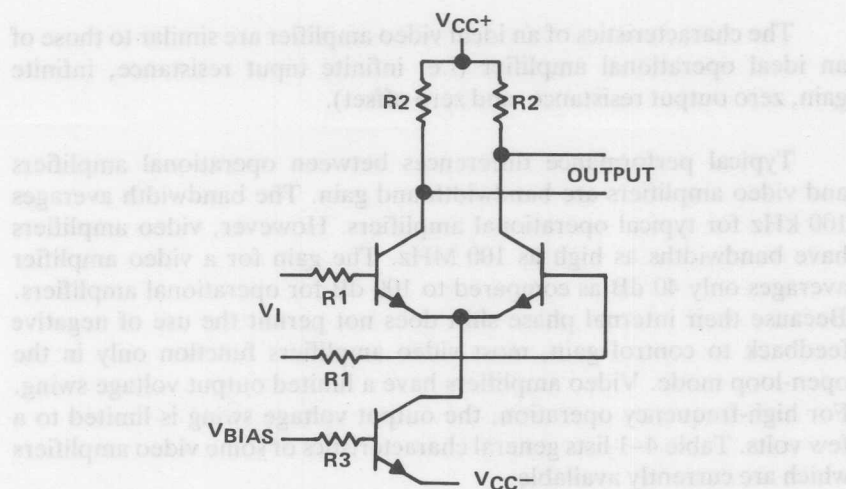 VCC+
The characteristics of an ideal video amplifier are similar to those of
an ideal operational amplifier (i.e. infinite input resistance, infinite
gain, zero output resistance and zero offset).
R2
R2
Typical performance differences between operational amplifiers
OUTPUT
and video amplifiers are bandwidth and gain. The bandwidth averages
100 kHz for typical operational amplifiers. However, video amplifiers
have bandwidths as high as 100 MHz. The gain for a video amplifier
R1
averages only 40 dB as compared to 100 dB for operational amplifiers.
VI
Because their internal phase shift does not permit the use of negative
feedback to control gain, most video amplifiers function only in the
R1
open-loop mode. Video amplifiers have a limited output voltage swing.
For high-frequency operation, the output voltage swing is limited to a
VBIAS
few volts. Table 4–1 lists general characteristics of some video amplifiers
R3
which are currently available.
VCC−